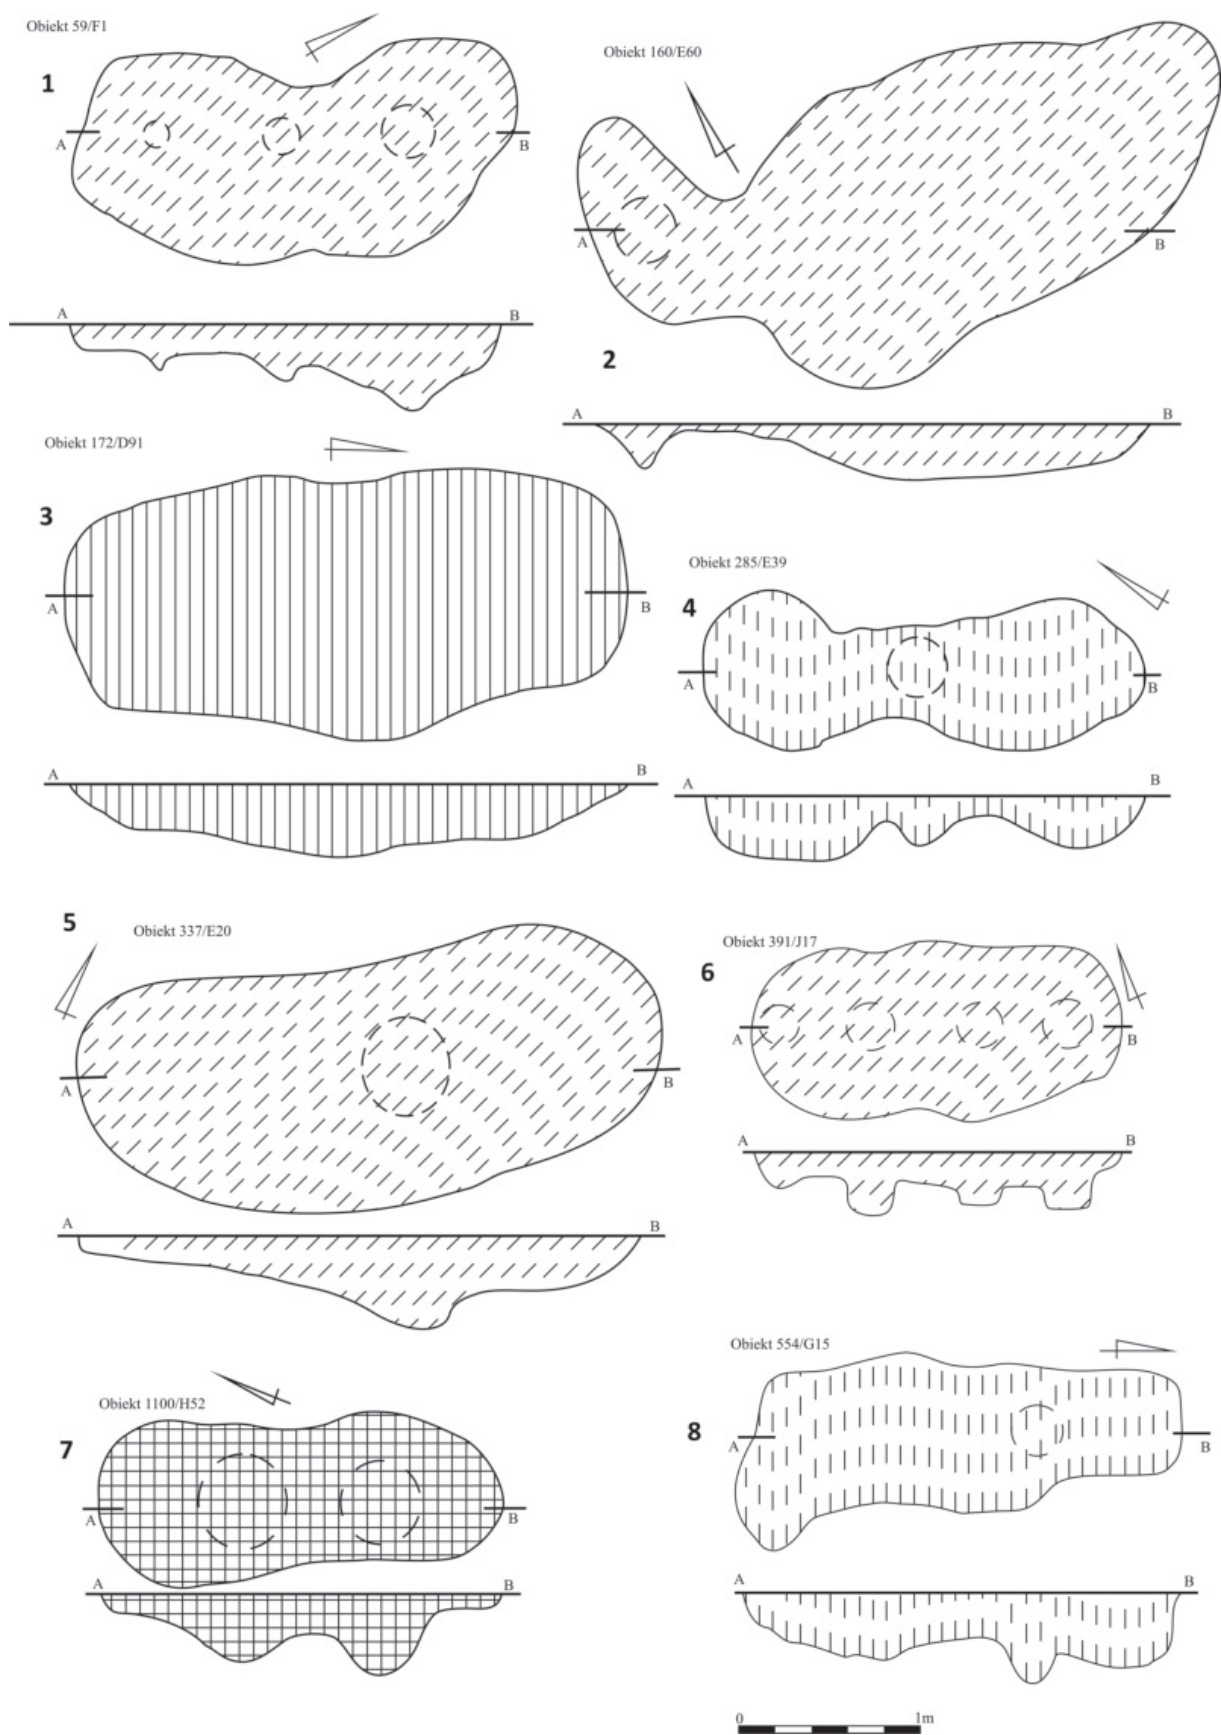 Obiekt 59/F1
1
A
B
A
B
Obiekt 160/E60
A
B
2
A
B
Obiekt 172/D91
3
A
B
A
B
Obiekt 285/E39
4
A
B
A
B
5
Obiekt 337/E20
A
B
A
B
Obiekt 391/J17
6
A
B
A
B
Obiekt 1100/H52
7
A
B
A
B
Obiekt 554/G15
8
A
B
A
B
0
1m